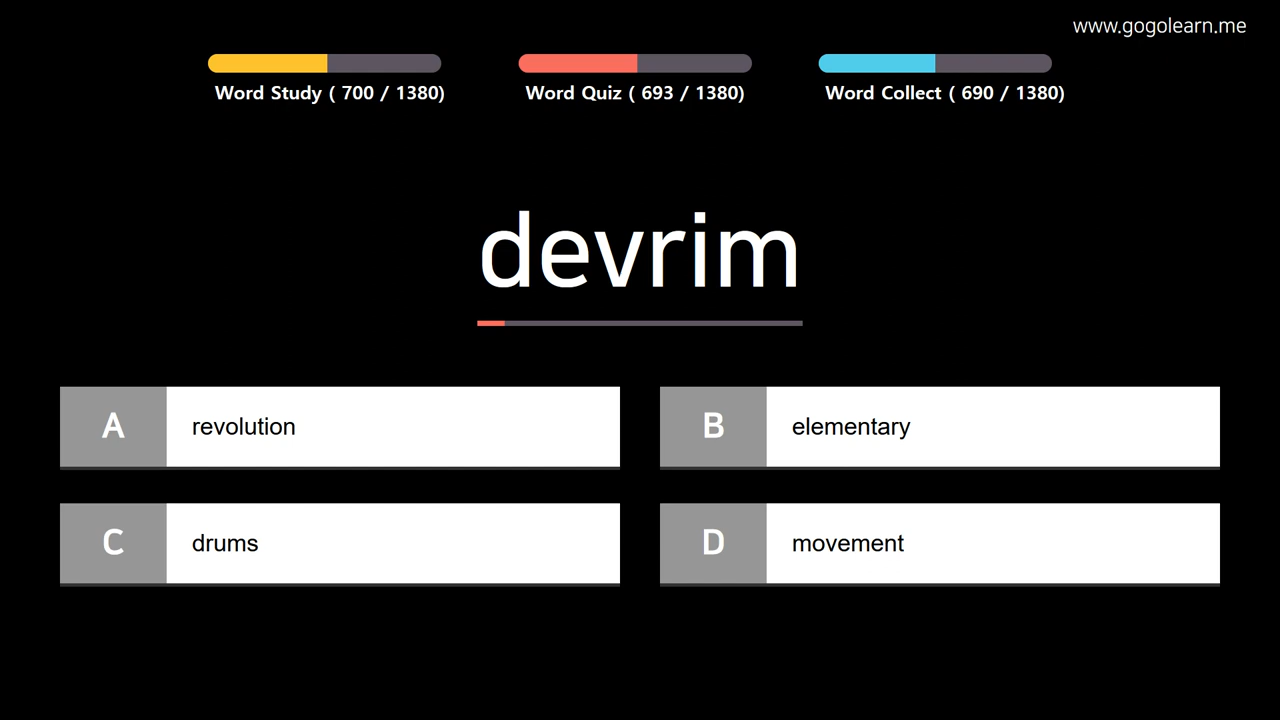 www.gogolearn.me
Word Study ( 700 / 1380)
Word Quiz ( 693 / 1380)
Word Collect ( 690 / 1380)
devrim
A revolution
B elementary
C drums
D movement